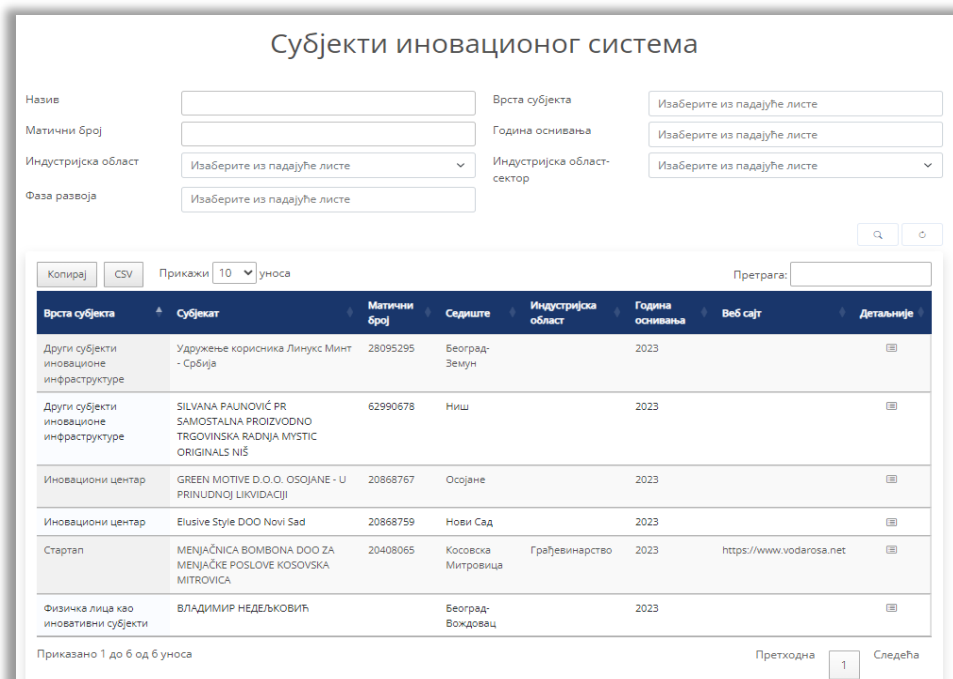 Субјекти иновационог система
Назив
Врста субјекта
Изаберите из падајуће листе
Матични број
Година оснивања
Изаберите из падајуће листе
Индустријска област
Изаберите из падајуће листе
Индустријска област-
сектор
Изаберите из падајуће листе
Фаза развоја
Изаберите из падајуће листе
Копирај CSV Прикажи 10 уноса
Претрага:
Врста субјекта Субјекат Матични број Седиште Индустријска област Година оснивања Веб сајт Детаљније
Други субјекти
иновационе
инфраструктуре
Удружење корисника Линукс Минт
- Србија
28095295
Београд-
Земун
2023
Други субјекти
иновационе
инфраструктуре
SILVANA PAUNOVIĆ PR
SAMOSTALNA PROIZVODNO
TRGOVINSKA RADNJA MYSTIC
ORIGINALS NIŠ
62990678
Ниш
2023
Иновациони центар
GREEN MOTIVE D.O.O. OSOJANE - U
PRINUDNOJ LIKVIDACIJI
20868767
Осојане
2023
Иновациони центар
Elusive Style DOO Novi Sad
20868759
Нови Сад
2023
Стартап
MENJAČNICA BOMBONA DOO ZA
MENJAČKE POSLOVE KOSOVSKA
MITROVICA
20408065
Косовска
Митровица
Грађевинарство
2023
https://www.vodarosa.net
Физичка лица као
иновативни субјекти
ВЛАДИМИР НЕДЕЉКОВИЋ
Београд-
Вождовац
2023
Приказано 1 до 6 од 6 уноса
Претходна 1 Следећа